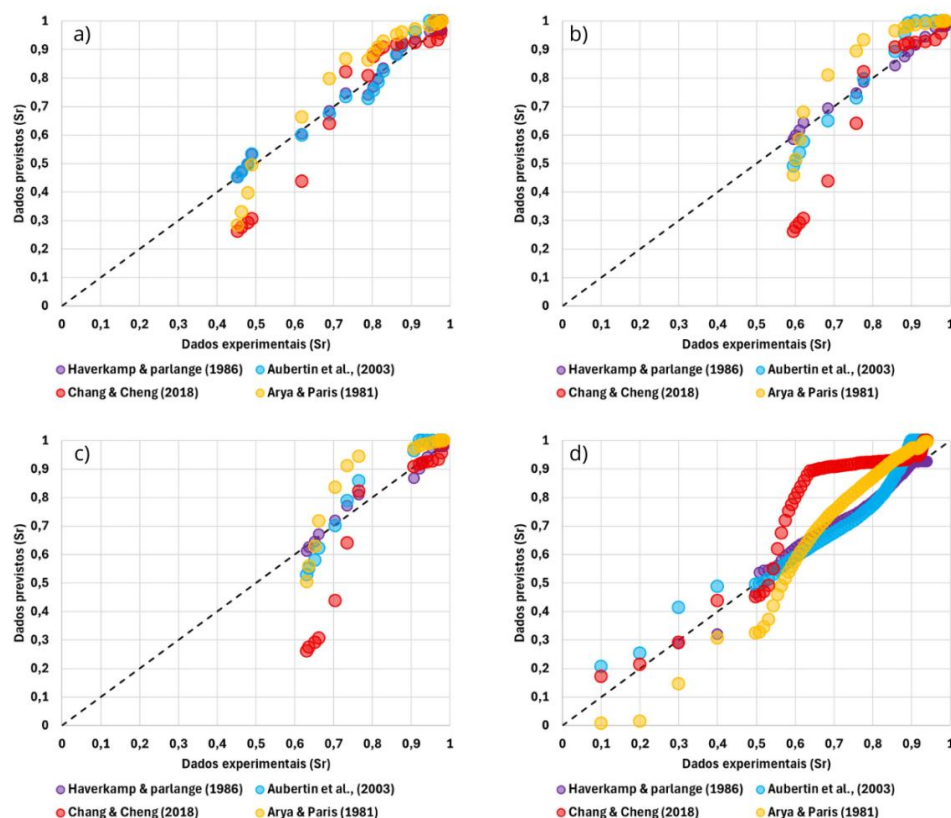 a)
Dados previstos (Sr)
1
0,9
0,8
0,7
0,6
0,5
0,4
0,3
0,2
0,1
0
0 0,1 0,2 0,3 0,4 0,5 0,6 0,7 0,8 0,9 1
Dados experimentais (Sr)
Haverkamp & parlange (1986) Aubertin et al., (2003)
Chang & Cheng (2018) Arya & Paris (1981)
b)
Dados previstos (Sr)
1
0,9
0,8
0,7
0,6
0,5
0,4
0,3
0,2
0,1
0
0 0,1 0,2 0,3 0,4 0,5 0,6 0,7 0,8 0,9 1
Dados experimentais (Sr)
Haverkamp & parlange (1986) Aubertin et al., (2003)
Chang & Cheng (2018) Arya & Paris (1981)
c)
Dados previstos (Sr)
1
0,9
0,8
0,7
0,6
0,5
0,4
0,3
0,2
0,1
0
0 0,1 0,2 0,3 0,4 0,5 0,6 0,7 0,8 0,9 1
Dados experimentais (Sr)
Haverkamp & parlange (1986) Aubertin et al., (2003)
Chang & Cheng (2018) Arya & Paris (1981)
d)
Dados previstos (Sr)
1
0,9
0,8
0,7
0,6
0,5
0,4
0,3
0,2
0,1
0
0 0,1 0,2 0,3 0,4 0,5 0,6 0,7 0,8 0,9 1
Dados experimentais (Sr)
Haverkamp & parlange (1986) Aubertin et al., (2003)
Chang & Cheng (2018) Arya & Paris (1981)